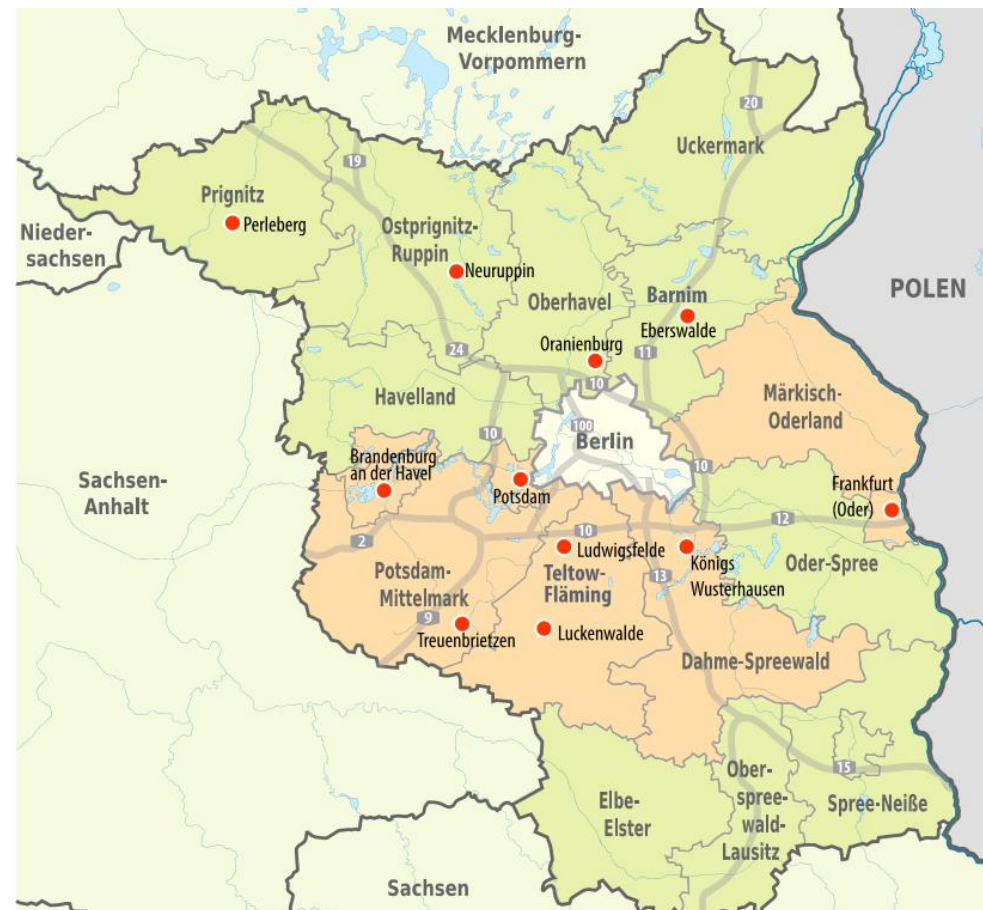 Mecklenburg-
Vorpommern
20
Uckermark
19
Prignitz
Perleberg
Ostprignitz-
Ruppin
Neuruppin
Nieder-
sachsen
Oberhavel
Barnim
Eberswalde
POLEN
Oranienburg
24
11
10
Havelland
Märkisch-
Oderland
100
Berlin
10
10
Brandenburg
an der Havel
Potsdam
Sachsen-
Anhalt
Frankfurt
(Oder)
12
2
10
Ludwigsfelde
Königs
Wusterhausen
Oder-Spree
Potsdam-
Mittelmark
Teltow-
Fläming
13
9
Treuenbrietzen
Luckenwalde
Dahme-Spreewald
Elbe-
Elster
Ober-
spree-
wald-
Lausitz
15
Spree-Neiße
Sachsen